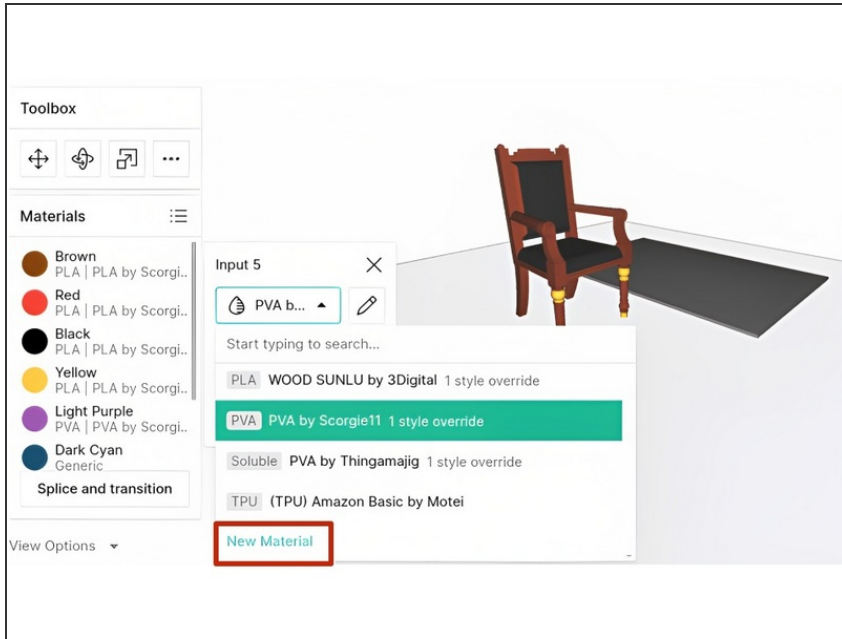 Toolbox
Materials
Brown
PLA | PLA by Scorgi..
Red
PLA | PLA by Scorgi..
Black
PLA | PLA by Scorgi..
Yellow
PLA | PLA by Scorgi..
Light Purple
PVA | PVA by Scorgi..
Dark Cyan
Generic
Splice and transition
View Options
Input 5
PVA b...
Start typing to search...
PLA WOOD SUNLU by 3Digital 1 style override
PVA PVA by Scorgie11 1 style override
Soluble PVA by Thingamajig 1 style override
TPU (TPU) Amazon Basic by Motei
New Material